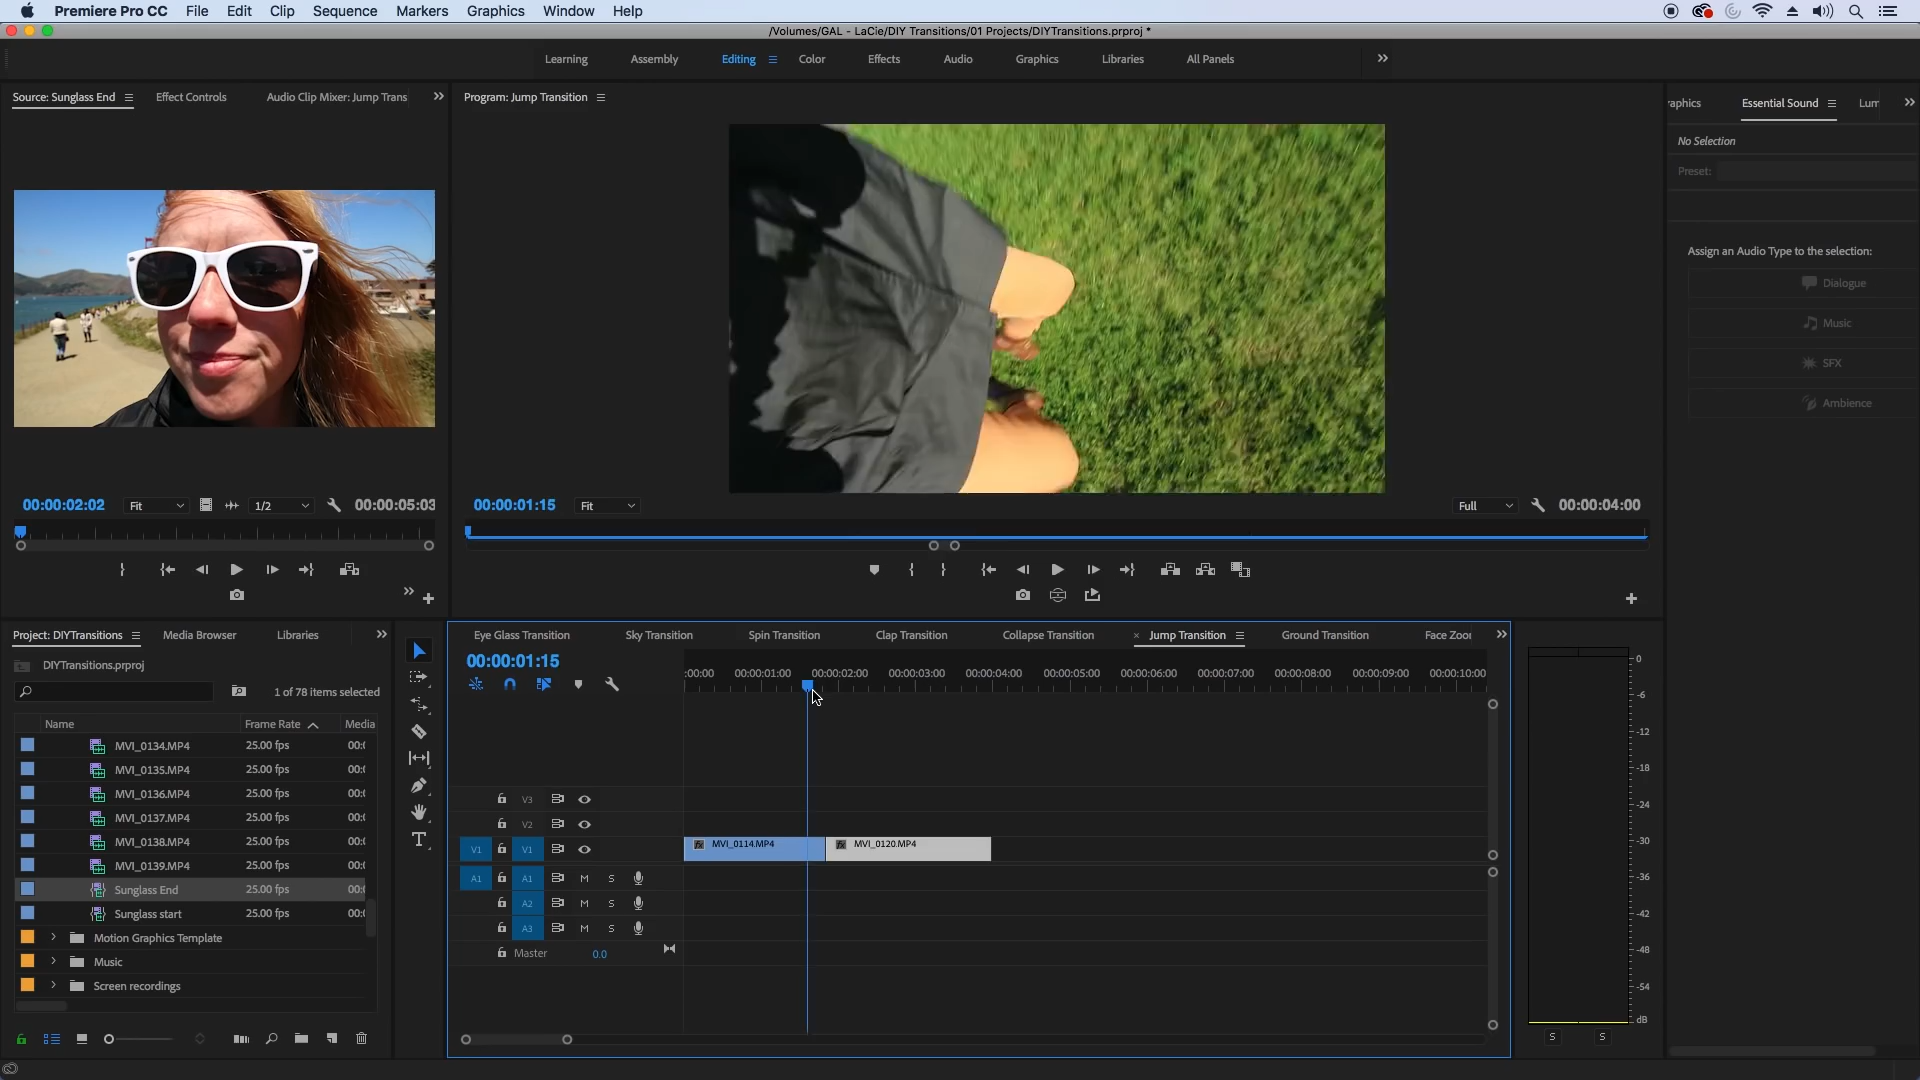 Premiere Pro CC File Edit Clip Sequence Markers Graphics Window Help
/Volumes/GAL - LaCie/DIY Transitions/01 Projects/DIYTransitions.prproj *
Learning Assembly Editing Color Effects Audio Graphics Libraries All Panels
Source: Sunglass End Effect Controls Audio Clip Mixer: Jump Trans
Program: Jump Transition
raphics Essential Sound Lum
No Selection
Preset:
Assign an Audio Type to the selection:
Dialogue
Music
SFX
Ambience
00:00:02:02 Fit 1/2 00:00:05:03
00:00:01:15 Fit Full 00:00:04:00
Project: DIYTransitions Media Browser Libraries
DIYTransitions.prproj
1 of 78 items selected
Name Frame Rate Media
MVI_0134.MP4 25.00 fps 00:(
MVI_0135.MP4 25.00 fps 00:(
MVI_0136.MP4 25.00 fps 00:(
MVI_0137.MP4 25.00 fps 00:(
MVI_0138.MP4 25.00 fps 00:(
MVI_0139.MP4 25.00 fps 00:(
Sunglass End 25.00 fps 00:(
Sunglass start 25.00 fps 00:(
Motion Graphics Template
Music
Screen recordings
Eye Glass Transition Sky Transition Spin Transition Clap Transition Collapse Transition × Jump Transition Ground Transition Face Zoor
00:00:01:15
:00:00 00:00:01:00 00:00:02:00 00:00:03:00 00:00:04:00 00:00:05:00 00:00:06:00 00:00:07:00 00:00:08:00 00:00:09:00 00:00:10:00
V3
V2
V1 V1 fx MVI_0114.MP4 fx MVI_0120.MP4
A1 A1 M S
A2 M S
A3 M S
Master 0.0
-0
-6
-12
-18
-24
-30
-36
-42
-48
-54
dB
S S
T